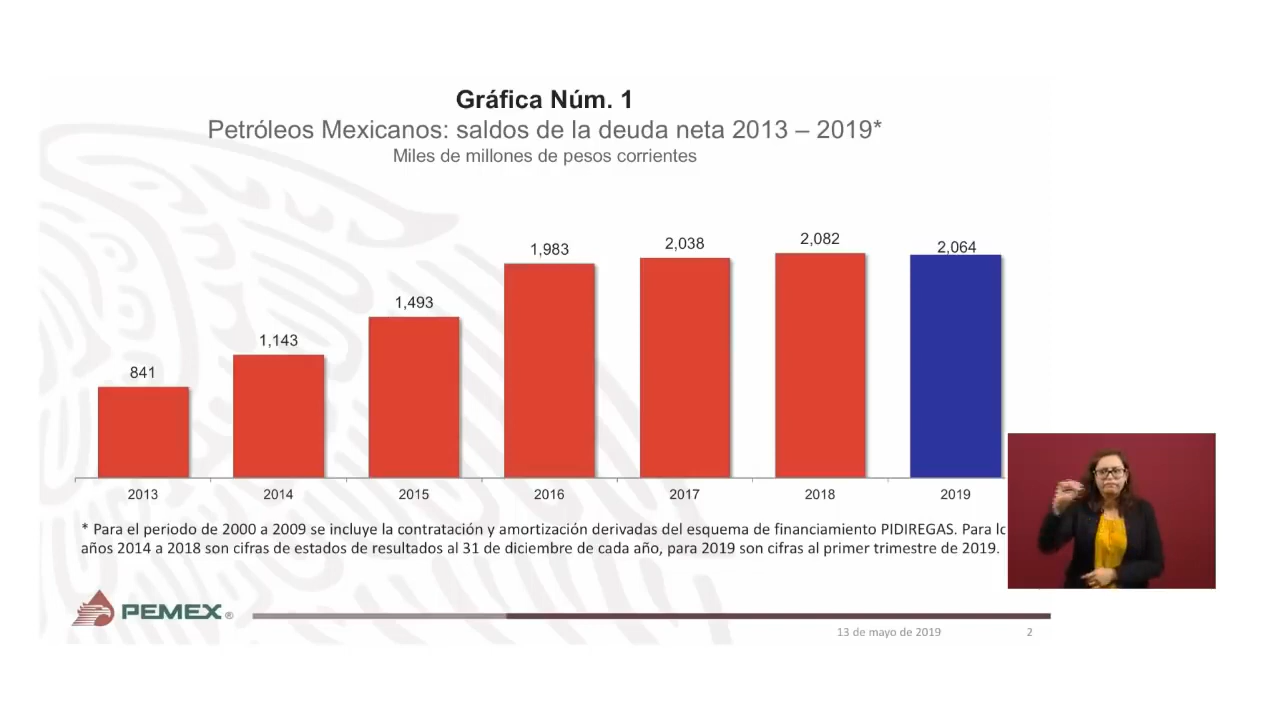 Gráfica Núm. 1
Petróleos Mexicanos: saldos de la deuda neta 2013 – 2019*
Miles de millones de pesos corrientes
841
1,143
1,493
1,983
2,038
2,082
2,064
2013
2014
2015
2016
2017
2018
2019
* Para el periodo de 2000 a 2009 se incluye la contratación y amortización derivadas del esquema de financiamiento PIDIREGAS. Para
años 2014 a 2018 son cifras de estados de resultados al 31 de diciembre de cada año, para 2019 son cifras al primer trimestre de 2019.
PEMEX®
13 de mayo de 2019
2